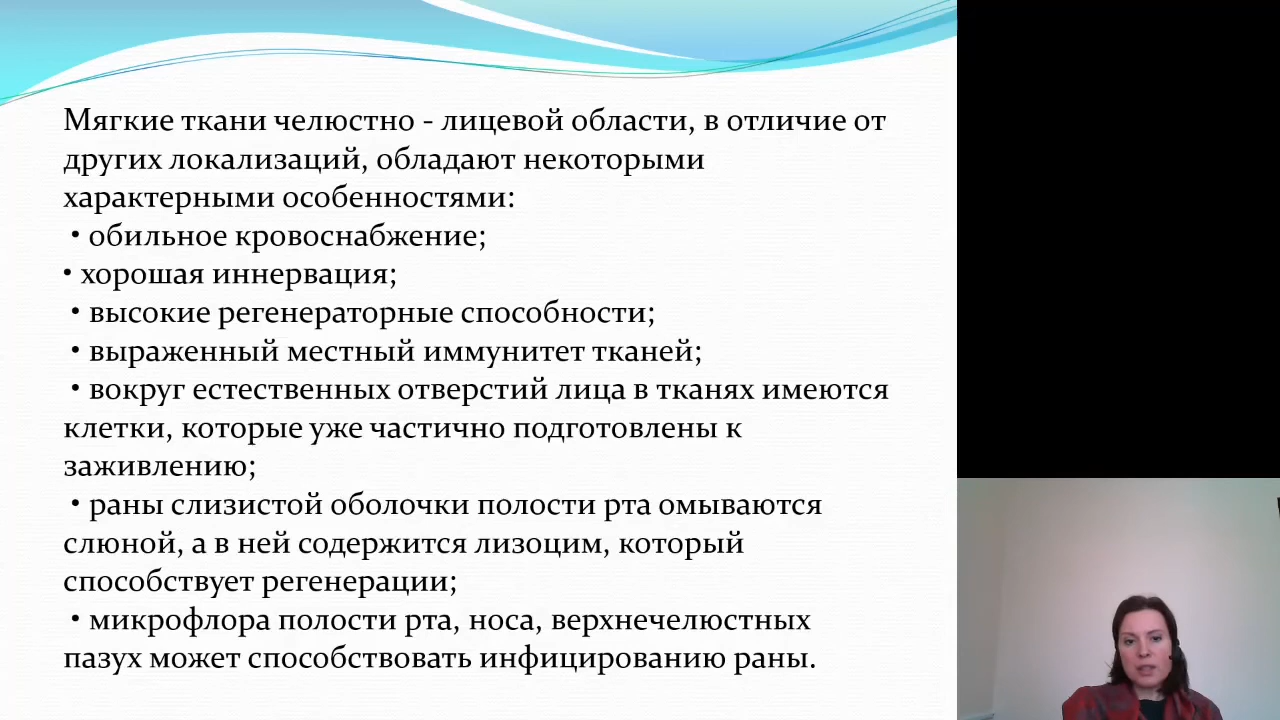 Мягкие ткани челюстно - лицевой области, в отличие от
других локализаций, обладают некоторыми
характерными особенностями:
• обильное кровоснабжение;
• хорошая иннервация;
• высокие регенераторные способности;
• выраженный местный иммунитет тканей;
• вокруг естественных отверстий лица в тканях имеются
клетки, которые уже частично подготовлены к
заживлению;
• раны слизистой оболочки полости рта омываются
слюной, а в ней содержится лизоцим, который
способствует регенерации;
• микрофлора полости рта, носа, верхнечелюстных
пазух может способствовать инфицированию раны.